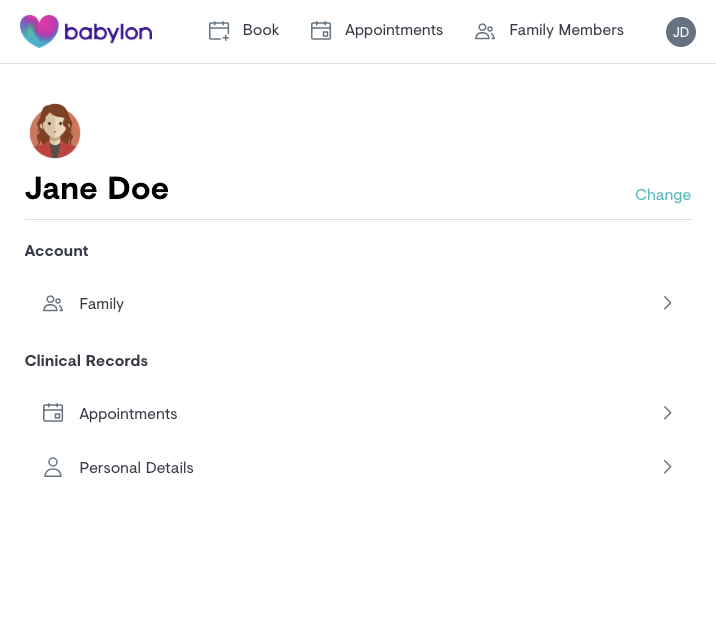 babylon
Book
Appointments
Family Members
JD
Jane Doe
Change
Account
Family
Clinical Records
Appointments
Personal Details